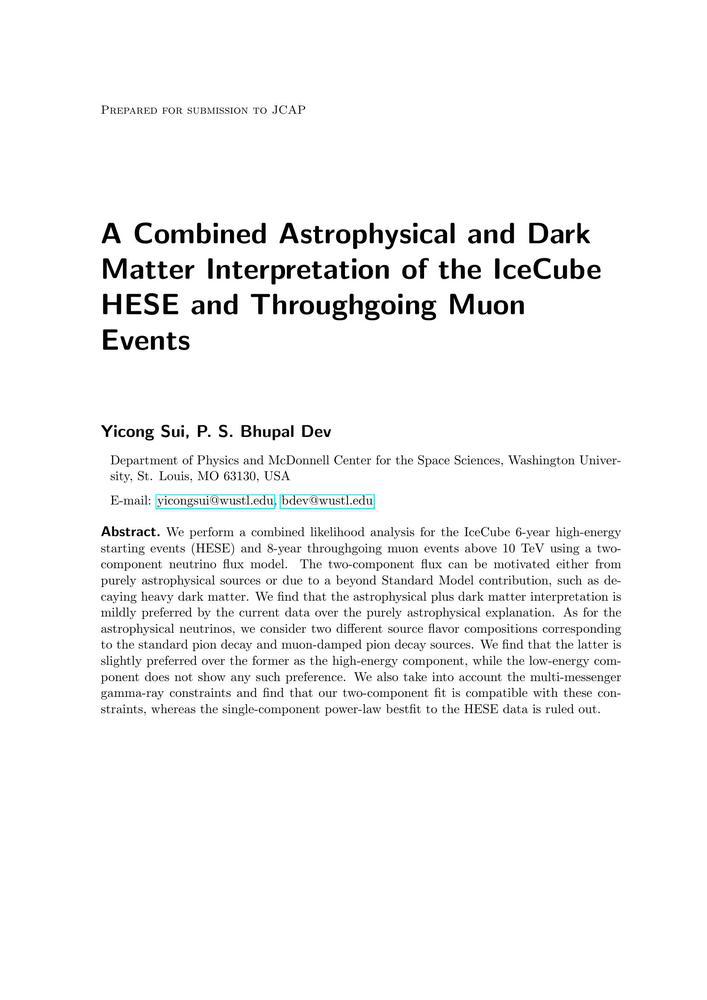 Prepared for submission to JCAP
A Combined Astrophysical and Dark
Matter Interpretation of the IceCube
HESE and Throughgoing Muon
Events
Yicong Sui, P. S. Bhupal Dev
Department of Physics and McDonnell Center for the Space Sciences, Washington Univer-
sity, St. Louis, MO 63130, USA
E-mail: yicongsui@wustl.edu, bdev@wustl.edu
Abstract. We perform a combined likelihood analysis for the IceCube 6-year high-energy
starting events (HESE) and 8-year throughgoing muon events above 10 TeV using a two-
component neutrino flux model. The two-component flux can be motivated either from
purely astrophysical sources or due to a beyond Standard Model contribution, such as de-
caying heavy dark matter. We find that the astrophysical plus dark matter interpretation is
mildly preferred by the current data over the purely astrophysical explanation. As for the
astrophysical neutrinos, we consider two different source flavor compositions corresponding
to the standard pion decay and muon-damped pion decay sources. We find that the latter is
slightly preferred over the former as the high-energy component, while the low-energy com-
ponent does not show any such preference. We also take into account the multi-messenger
gamma-ray constraints and find that our two-component fit is compatible with these con-
straints, whereas the single-component power-law bestfit to the HESE data is ruled out.